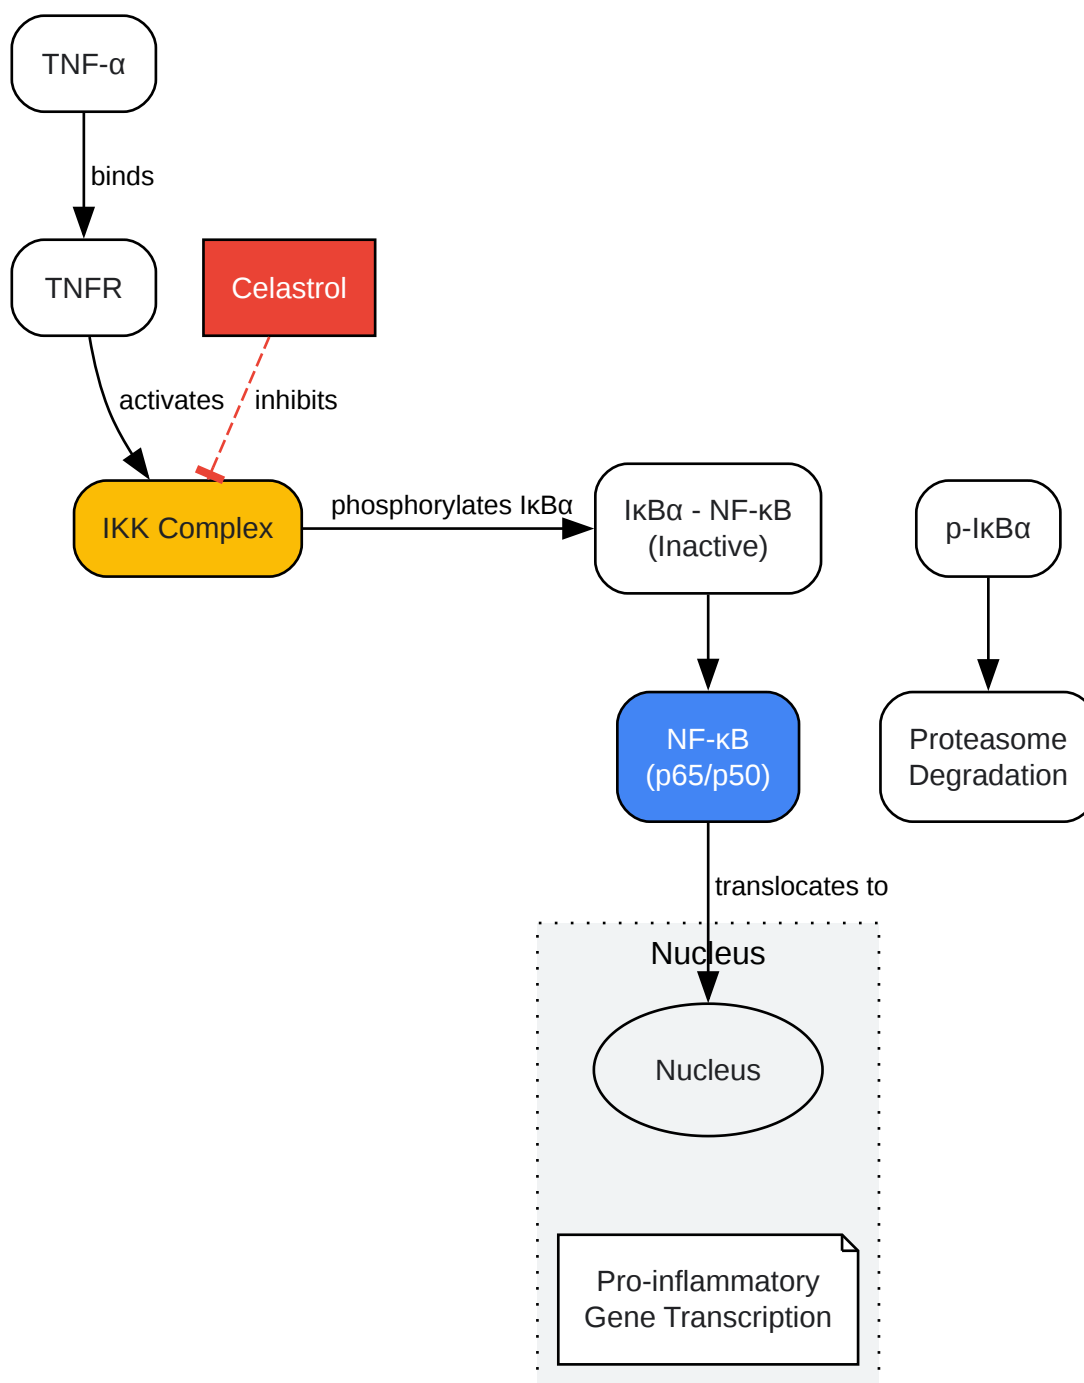 TNF-α
binds
TNFR
Celastrol
activates
inhibits
IKK Complex
phosphorylates IκBα
IκBα - NF-κB
(Inactive)
p-IκBα
NF-κB
(p65/p50)
Proteasome
Degradation
translocates to
Nucleus
Nucleus
Pro-inflammatory
Gene Transcription